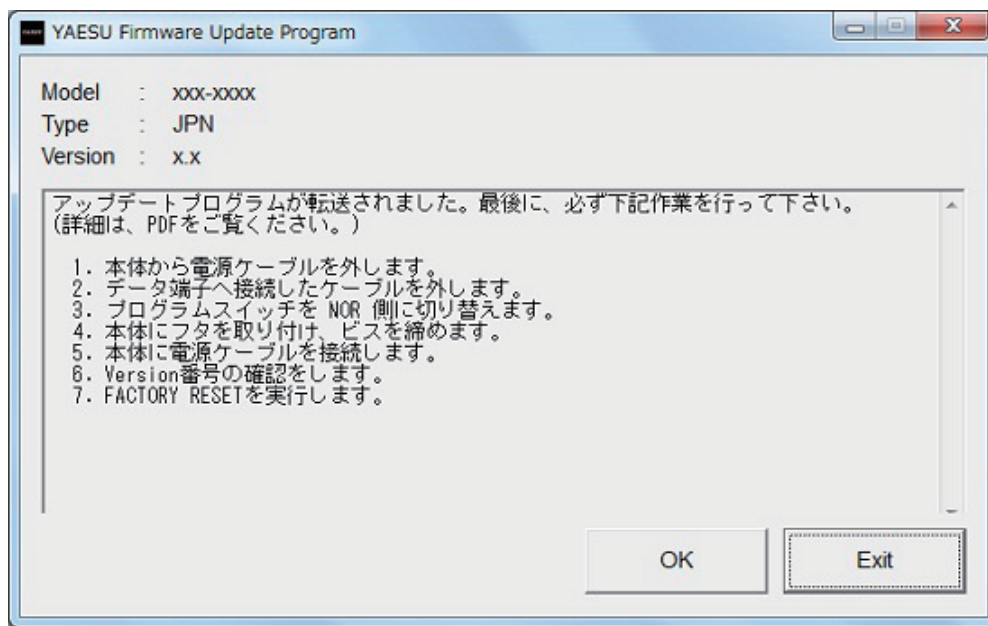 YAESU Firmware Update Program
Model : xxx-xxxx
Type : JPN
Version : x.x
アップデートプログラムが転送されました。最後に、必ず下記作業を行って下さい。
(詳細は、PDFをご覧ください。)
1. 本体から電源ケーブルを外します。
2. データ端子へ接続したケーブルを外します。
3. プログラムスイッチを NOR 側に切り替えます。
4. 本体にフタを取り付け、ビスを締めます。
5. 本体に電源ケーブルを接続します。
6. Version番号の確認をします。
7. FACTORY RESETを実行します。
OK
Exit